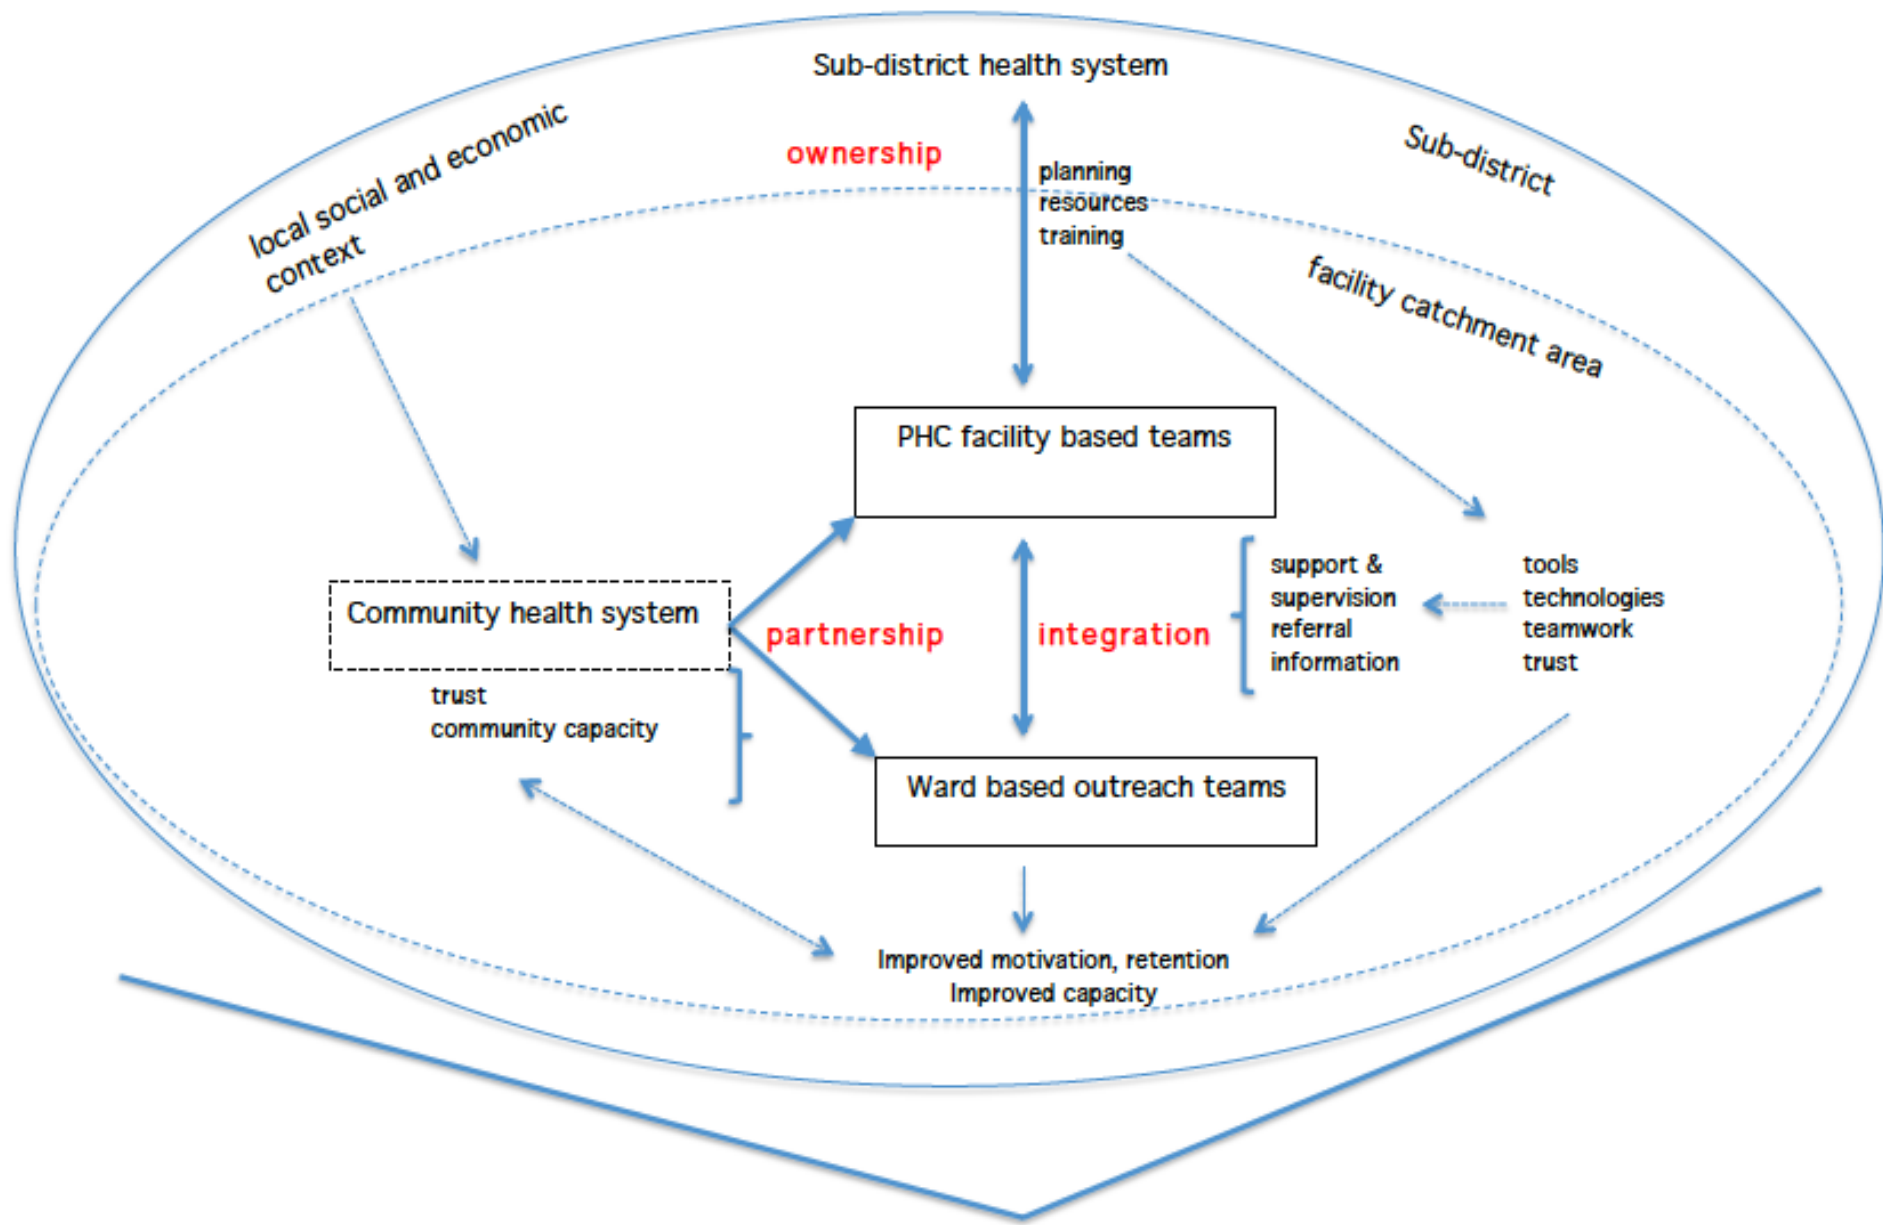 Sub-district health system
local social and economic
context
ownership
Sub-district
planning
resources
training
facility catchment area
PHC facility based teams
Community health system
partnership
integration
support &
supervision
referral
information
tools
technologies
teamwork
trust
trust
community capacity
Ward based outreach teams
Improved motivation, retention
Improved capacity